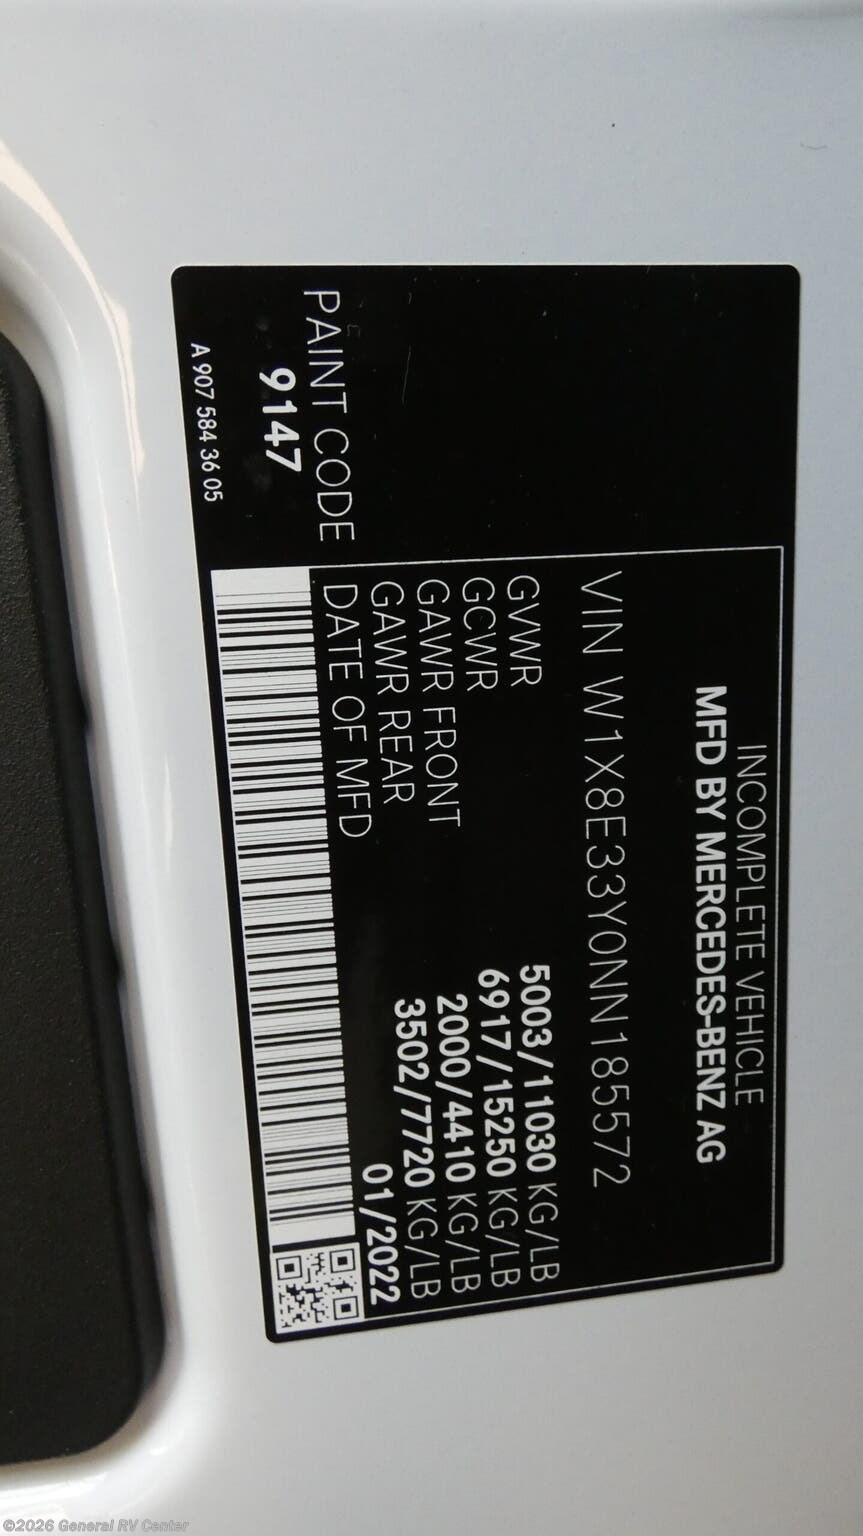 INCOMPLETE VEHICLE
MFD BY MERCEDES-BENZ AG
VIN W1X8E33Y0NN185572
GVWR 5003/11030 KG/LB
GCWR 6917/15250 KG/LB
GAWR FRONT 2000/4410 KG/LB
GAWR REAR 3502/7720 KG/LB
DATE OF MFD 01/2022
PAINT CODE
9147
A 907 584 36 05
©2026 General RV Center